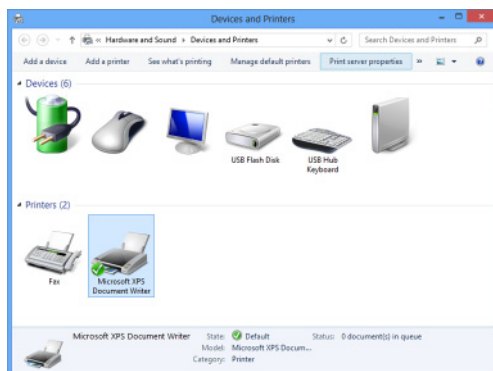 Devices and Printers
« Hardware and Sound ▸ Devices and Printers
Search Devices and Printers
Add a device Add a printer See what's printing Manage default printers Print server properties »
Devices (6)
USB Flash Disk
USB Hub
Keyboard
Printers (2)
Fax
Microsoft XPS
Document Writer
Microsoft XPS Document Writer State: Default Status: 0 document(s) in queue
Model: Microsoft XPS Docum...
Category: Printer